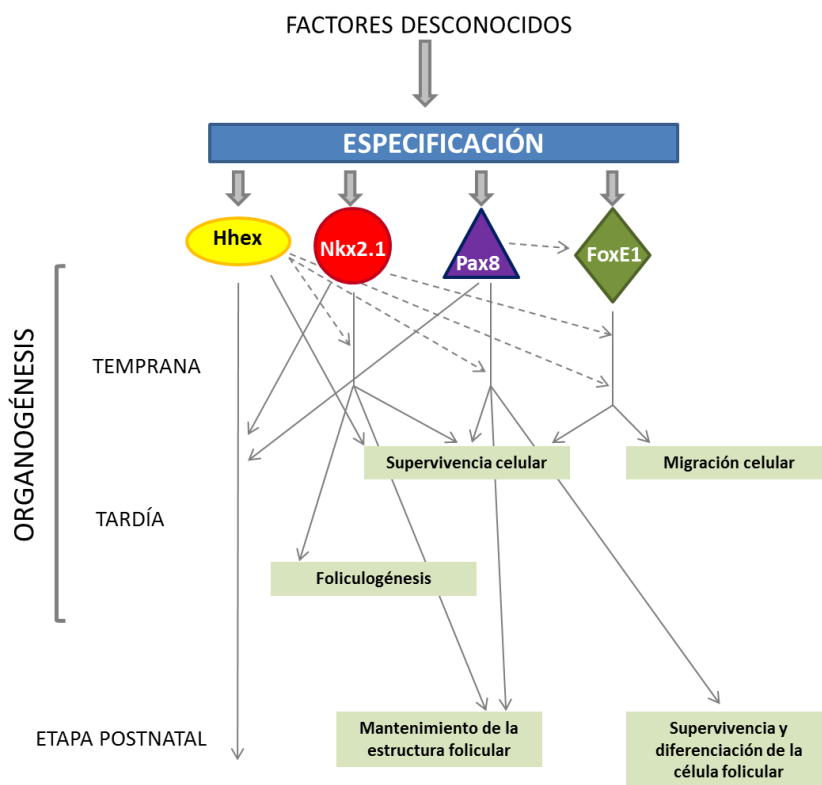 FACTORES DESCONOCIDOS
ESPECIFICACIÓN
Hhex
Nkx2.1
Pax8
FoxE1
ORGANOGÉNESIS
TEMPRANA
Supervivencia celular
Migración celular
TARDÍA
Foliculogénesis
ETAPA POSTNATAL
Mantenimiento de la
estructura folicular
Supervivencia y
diferenciación de la
célula folicular